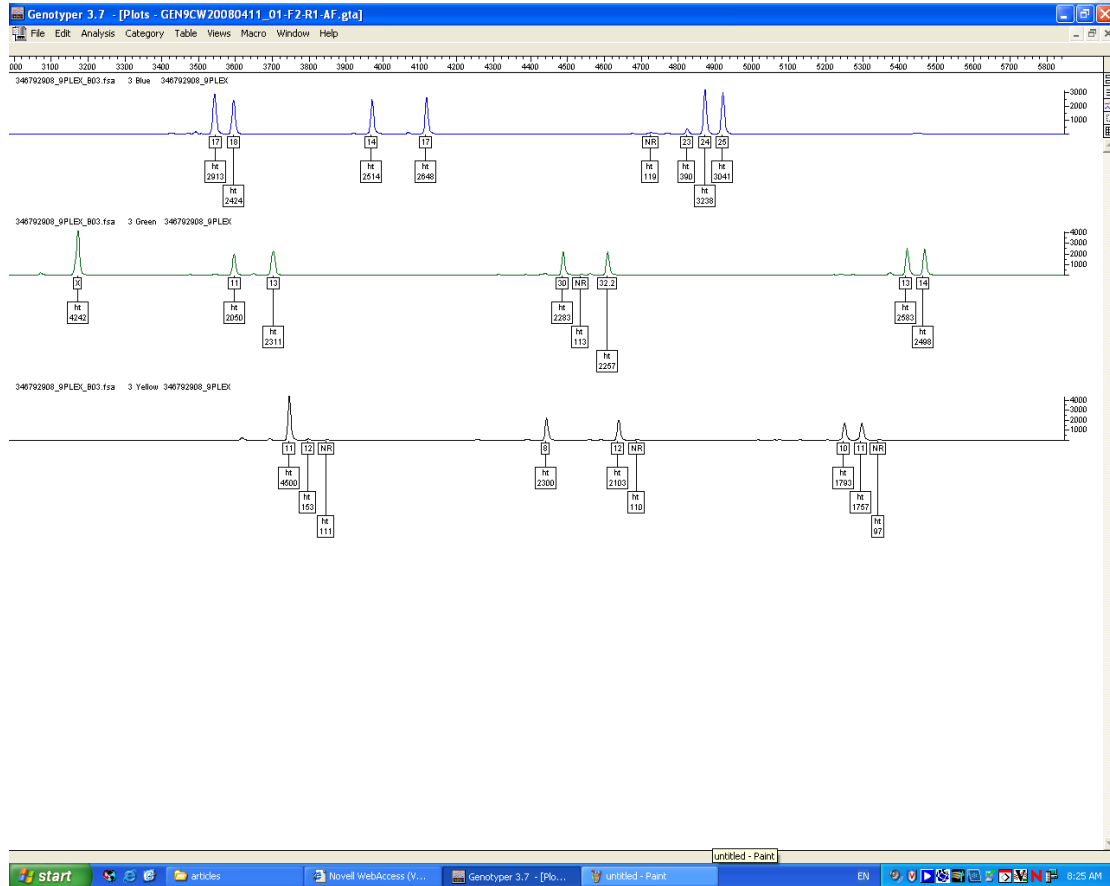 Genotyper 3.7 - [Plots - GEN9CW20080411_01-F2-R1-AF.gta]
File Edit Analysis Category Table Views Macro Window Help
3000 3100 3200 3300 3400 3500 3600 3700 3800 3900 4000 4100 4200 4300 4400 4500 4600 4700 4800 4900 5000 5100 5200 5300 5400 5500 5600 5700 5800
346792908_9PLEX_B03.fsa 3 Blue 346792908_9PLEX
3000
2000
1000
17 18 14 17 NR 23 24 25
ht 2913
ht 2424
ht 2514
ht 2648
ht 119
ht 390
ht 3238
ht 3041
346792908_9PLEX_B03.fsa 3 Green 346792908_9PLEX
4000
3000
2000
1000
X 11 13 30 NR 32.2 13 14
ht 4242
ht 2050
ht 2311
ht 2283
ht 113
ht 2257
ht 2583
ht 2498
346792908_9PLEX_B03.fsa 3 Yellow 346792908_9PLEX
4000
3000
2000
1000
11 12 NR 8 12 NR 10 11 NR
ht 4500
ht 153
ht 111
ht 2300
ht 2103
ht 110
ht 1793
ht 1757
ht 97
untitled - Paint
start articles Novell WebAccess (V... Genotyper 3.7 - [Plo... untitled - Paint EN 8:25 AM